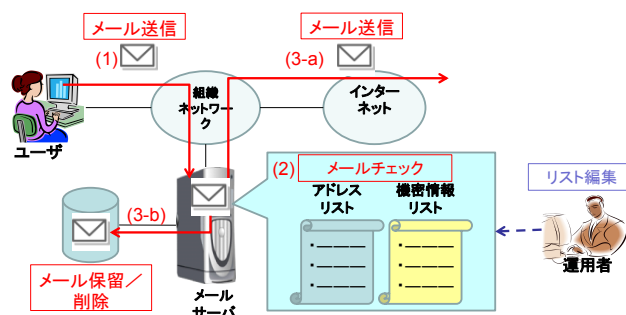 メール送信
(1)
ユーザ
組織
ネットワー
ク
メール送信
(3-a)
インター
ネット
(2)
メールチェック
アドレス
リスト
機密情報
リスト
リスト編集
運用者
(3-b)
メール保留／
削除
メール
サーバ